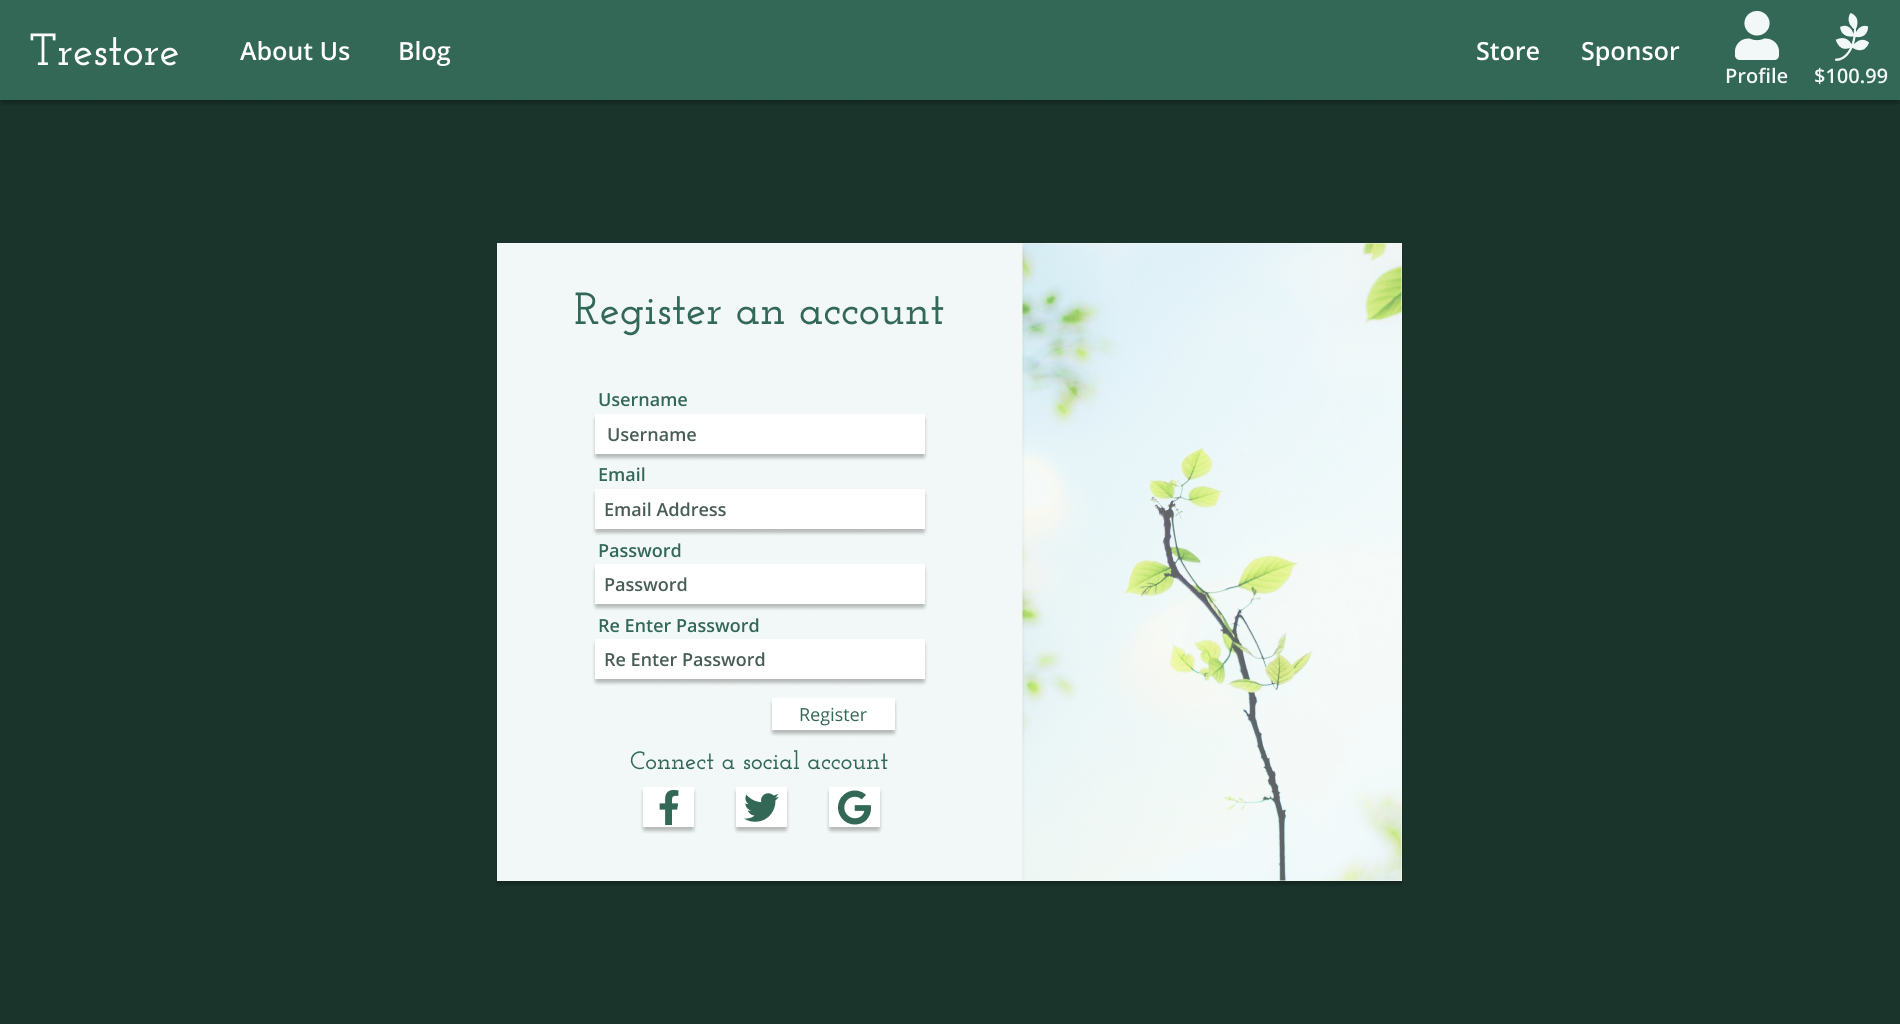 Trestore
About Us
Blog
Store
Sponsor
Profile
$100.99
Register an account
Username
Username
Email
Email Address
Password
Password
Re Enter Password
Re Enter Password
Register
Connect a social account